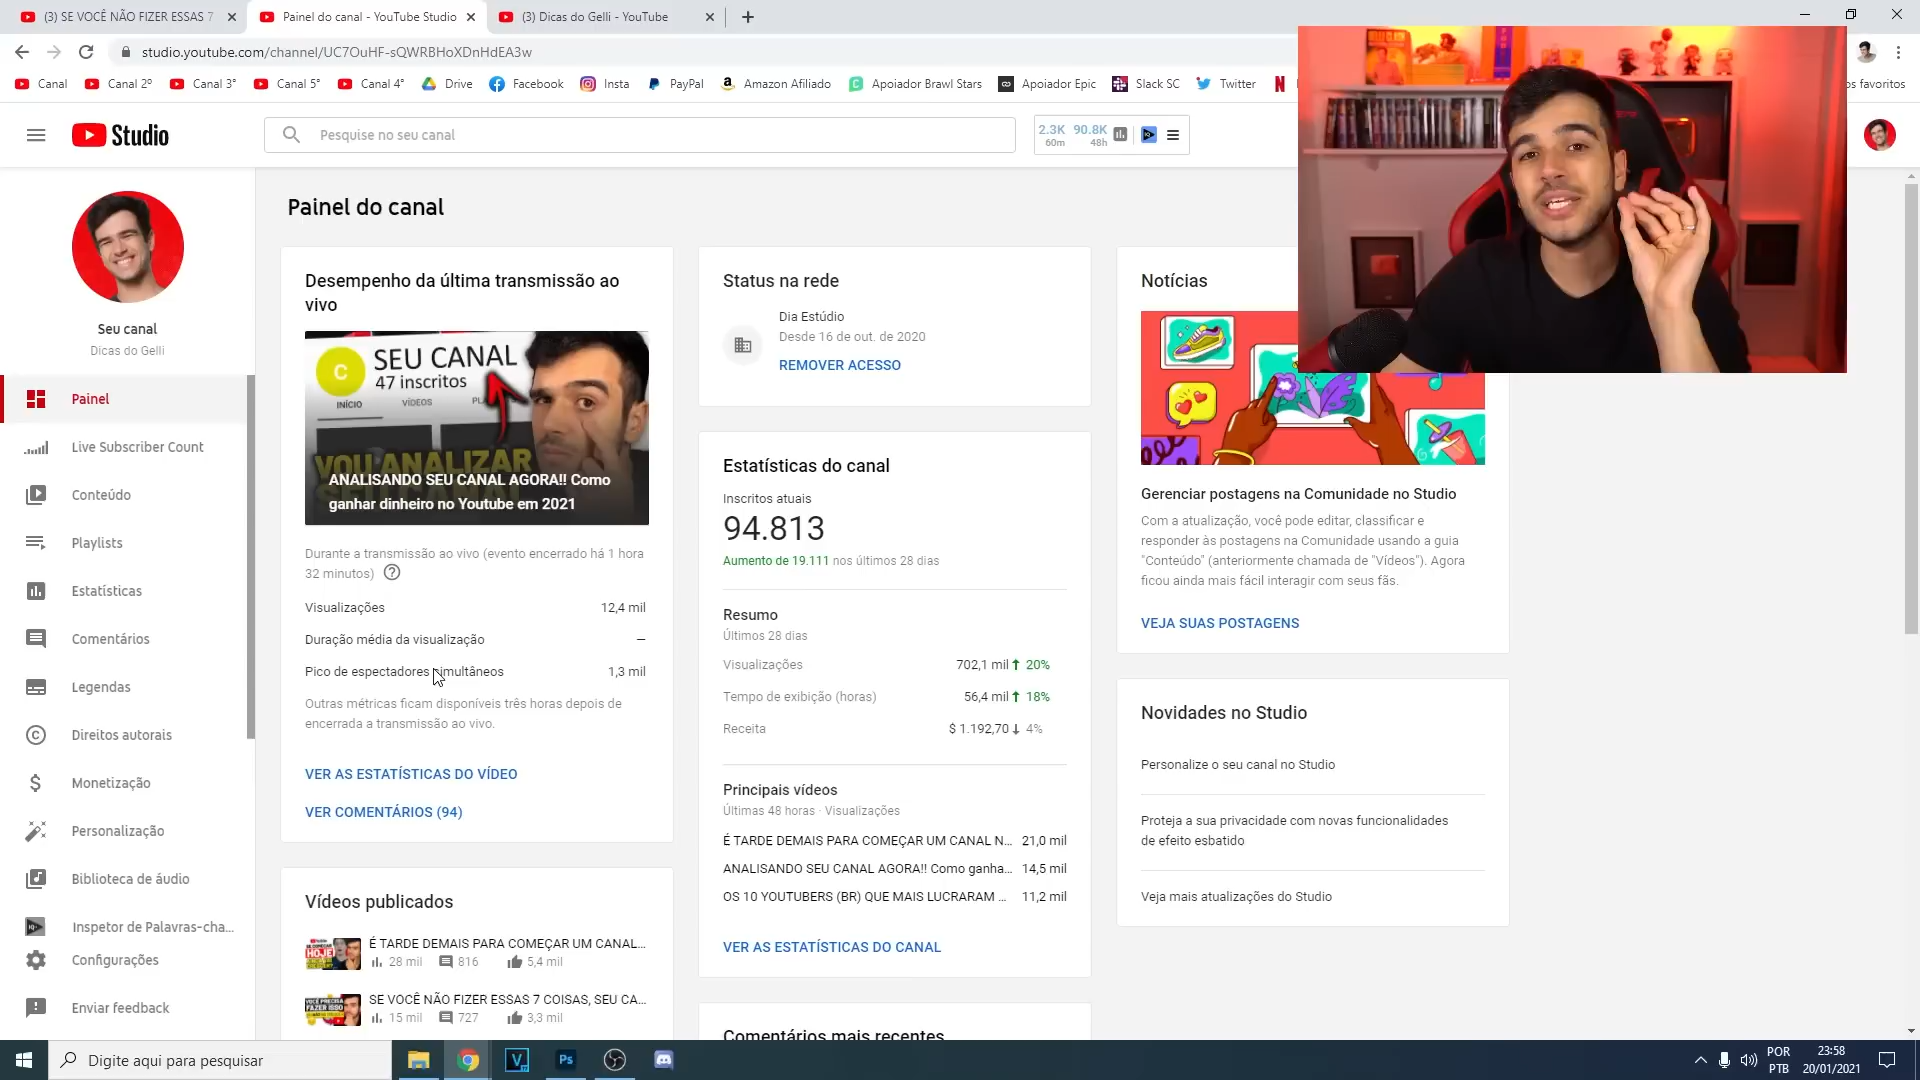 (3) SE VOCÊ NÃO FIZER ESSAS 7
Painel do canal - YouTube Studio
(3) Dicas do Gelli - YouTube
studio.youtube.com/channel/UC7OuHF-sQWRBHoXDnHdEA3w
Canal
Canal 2º
Canal 3°
Canal 5°
Canal 4°
Drive
Facebook
Insta
PayPal
Amazon Afiliado
Apoiador Brawl Stars
Apoiador Epic
Slack SC
Twitter
os favoritos
Studio
Pesquise no seu canal
2.3K 90.8K
60m 48h
Seu canal
Dicas do Gelli
Painel
Live Subscriber Count
Conteúdo
Playlists
Estatísticas
Comentários
Legendas
Direitos autorais
Monetização
Personalização
Biblioteca de áudio
Inspetor de Palavras-cha...
Configurações
Enviar feedback
Painel do canal
Desempenho da última transmissão ao
vivo
C SEU CANAL
47 inscritos
INÍCIO VÍDEOS
VOU ANALIZAR
ANALISANDO SEU CANAL AGORA!! Como
ganhar dinheiro no Youtube em 2021
Durante a transmissão ao vivo (evento encerrado há 1 hora
32 minutos)
Visualizações 12,4 mil
Duração média da visualização –
Pico de espectadores simultâneos 1,3 mil
Outras métricas ficam disponíveis três horas depois de
encerrada a transmissão ao vivo.
VER AS ESTATÍSTICAS DO VÍDEO
VER COMENTÁRIOS (94)
Vídeos publicados
É TARDE DEMAIS PARA COMEÇAR UM CANAL...
28 mil 816 5,4 mil
SE VOCÊ NÃO FIZER ESSAS 7 COISAS, SEU CA...
15 mil 727 3,3 mil
Status na rede
Dia Estúdio
Desde 16 de out. de 2020
REMOVER ACESSO
Estatísticas do canal
Inscritos atuais
94.813
Aumento de 19.111 nos últimos 28 dias
Resumo
Últimos 28 dias
Visualizações 702,1 mil 20%
Tempo de exibição (horas) 56,4 mil 18%
Receita $ 1.192,70 4%
Principais vídeos
Últimas 48 horas · Visualizações
É TARDE DEMAIS PARA COMEÇAR UM CANAL N... 21,0 mil
ANALISANDO SEU CANAL AGORA!! Como ganha... 14,5 mil
OS 10 YOUTUBERS (BR) QUE MAIS LUCRARAM ... 11,2 mil
VER AS ESTATÍSTICAS DO CANAL
Comentários mais recentes
Notícias
Gerenciar postagens na Comunidade no Studio
Com a atualização, você pode editar, classificar e
responder às postagens na Comunidade usando a guia
"Conteúdo" (anteriormente chamada de "Vídeos"). Agora
ficou ainda mais fácil interagir com seus fãs.
VEJA SUAS POSTAGENS
Novidades no Studio
Personalize o seu canal no Studio
Proteja a sua privacidade com novas funcionalidades
de efeito esbatido
Veja mais atualizações do Studio
Digite aqui para pesquisar
Ps
POR
PTB
23:58
20/01/2021